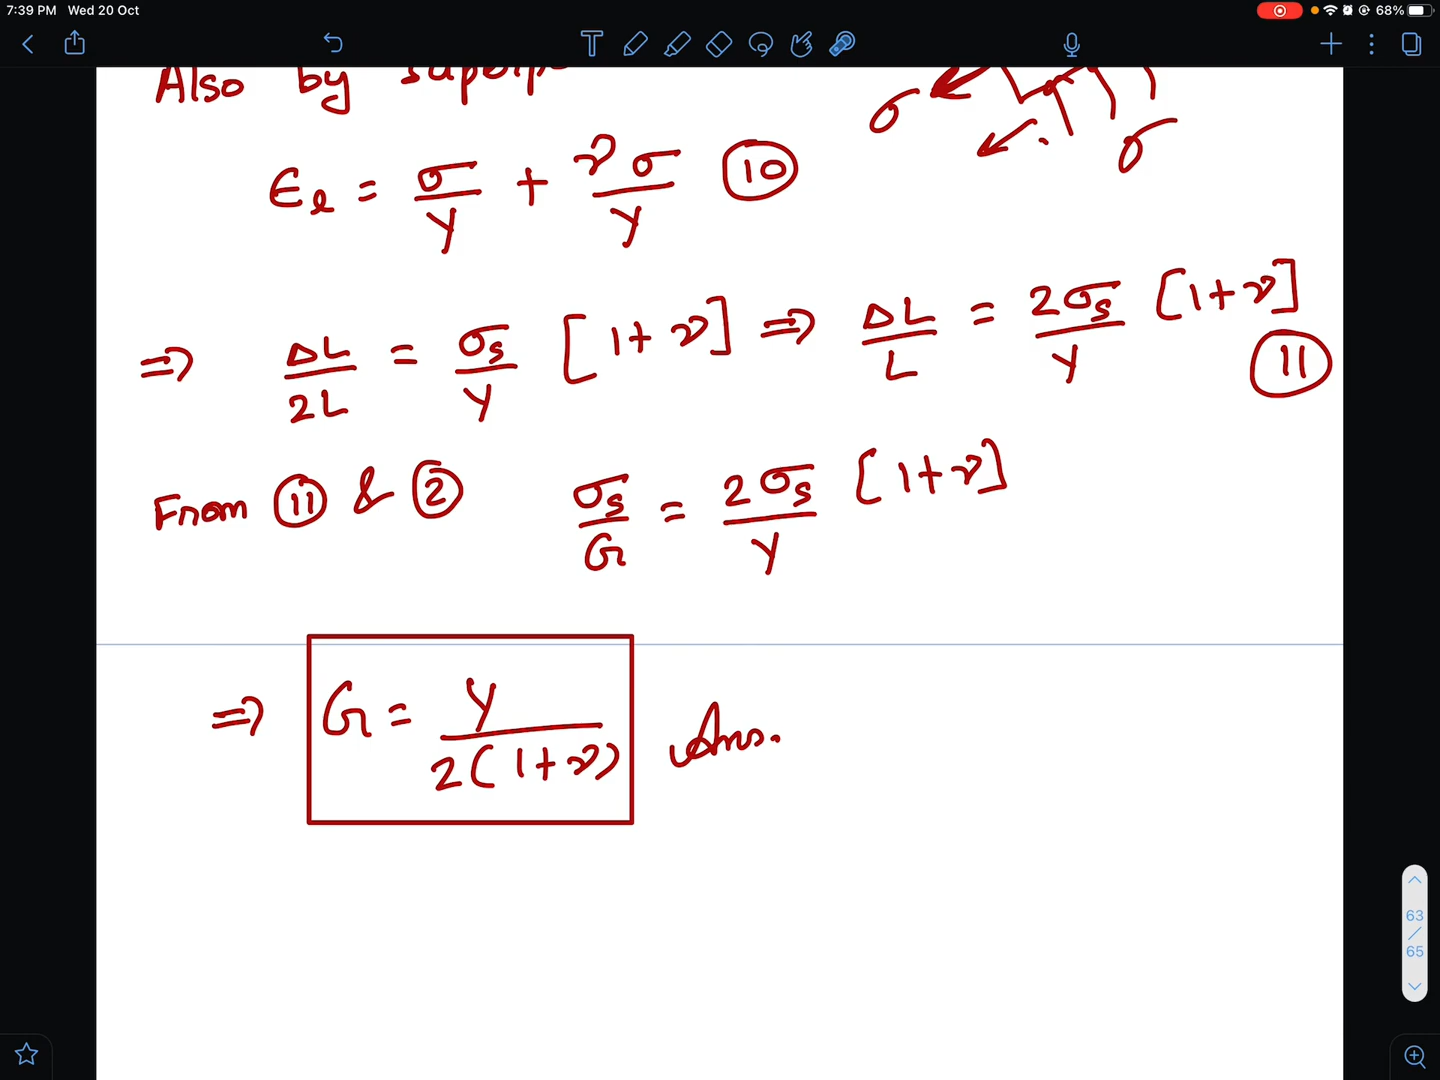 7:39 PM Wed 20 Oct
68%
Also by
σ
σ
ϵℓ = σ/Y + νσ/Y (10)
⇒ ΔL/2L = σs/Y [1+ν] ⇒ ΔL/L = 2σs/Y [1+ν]
(11)
From (11) & (2) σs/G = 2σs/Y [1+ν]
⇒ G = Y/2(1+ν) Ans.
63
/
65